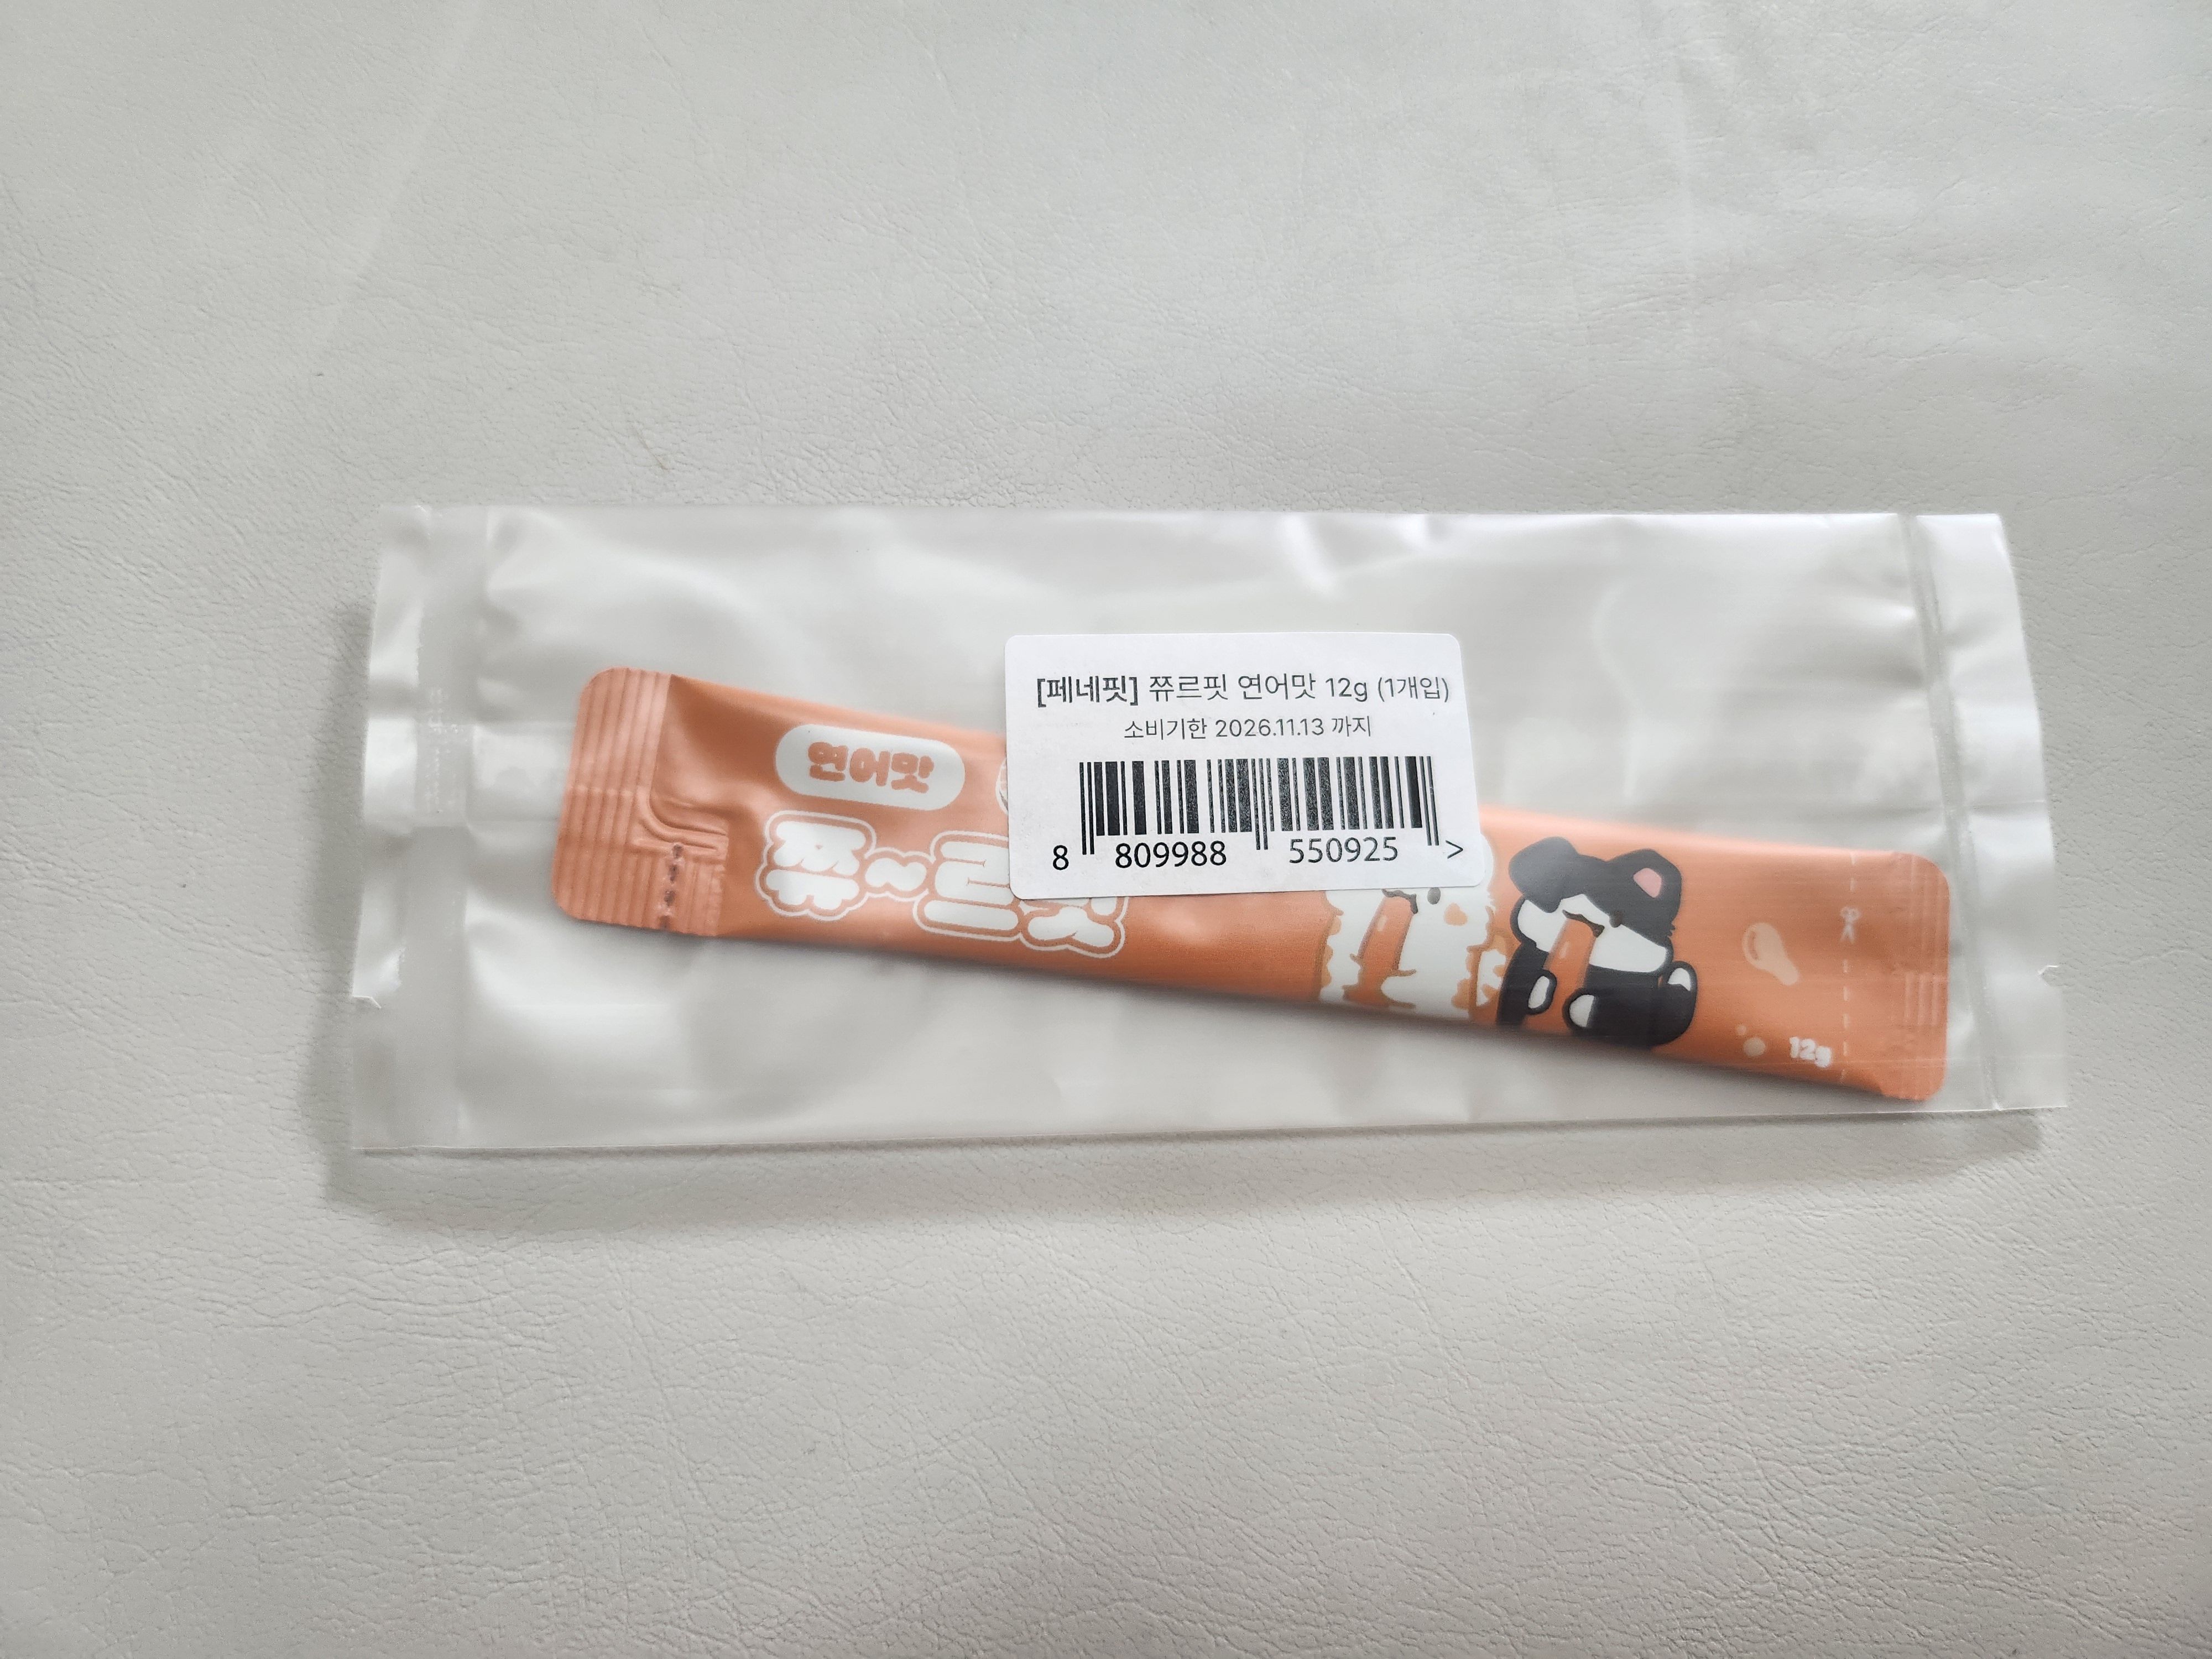 [페네핏] 쮸르핏 연어맛 12g (1개입)
소비기한 2026.11.13 까지
8 809988 550925 >
연어맛
쮸~르핏
12g